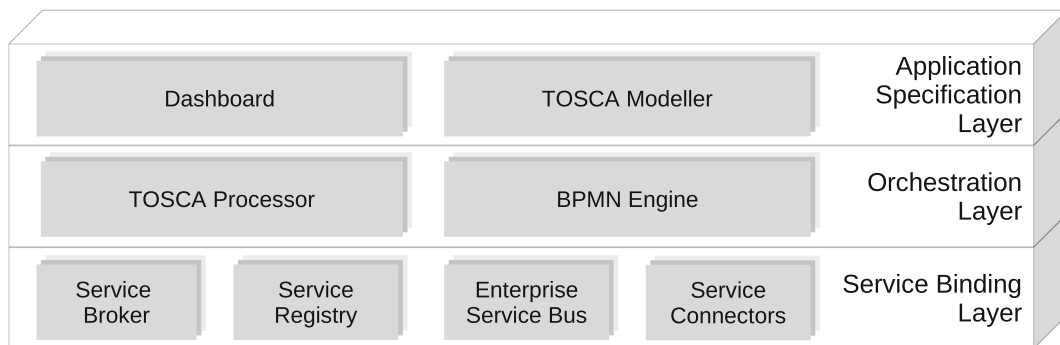 Dashboard
TOSCA Modeller
Application
Specification
Layer
TOSCA Processor
BPMN Engine
Orchestration
Layer
Service
Broker
Service
Registry
Enterprise
Service Bus
Service
Connectors
Service Binding
Layer